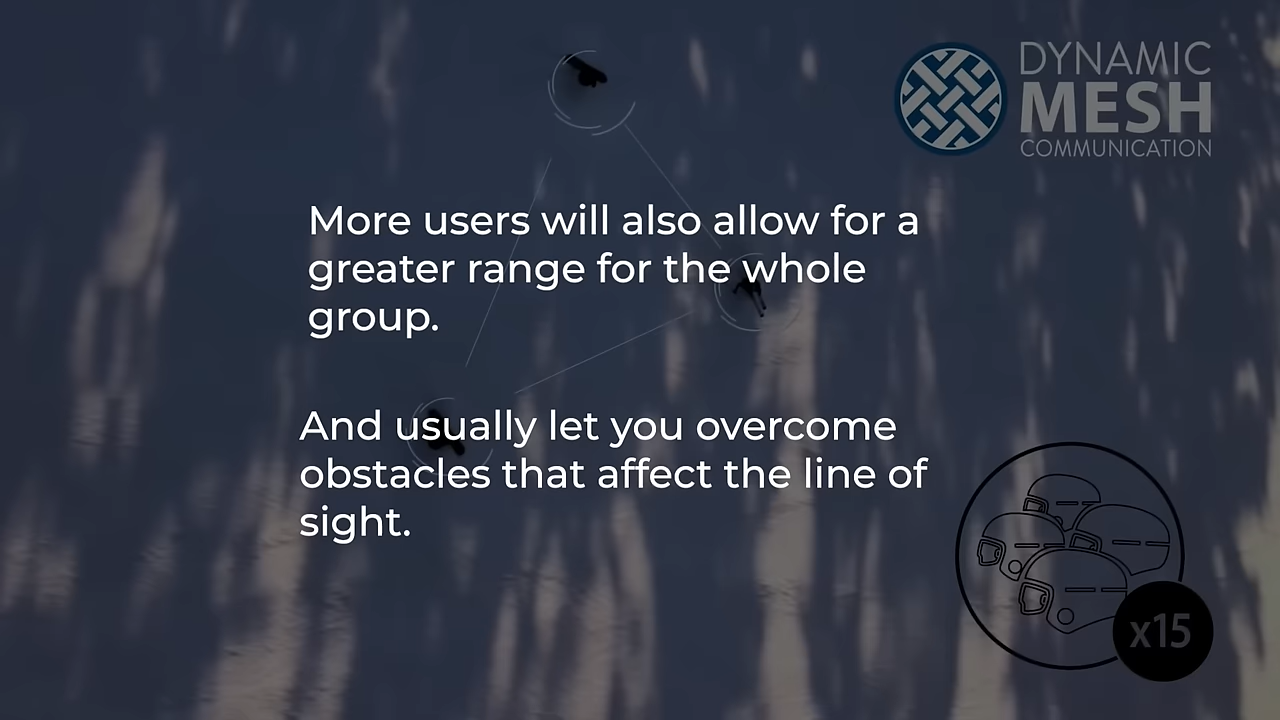 DYNAMIC
MESH
COMMUNICATION
More users will also allow for a
greater range for the whole
group.
And usually let you overcome
obstacles that affect the line of
sight.
x15